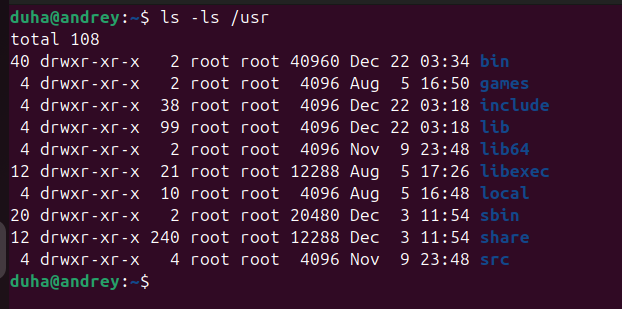 duha@andrey:~$ ls -ls /usr
total 108
40 drwxr-xr-x   2 root root 40960 Dec 22 03:34 bin
 4 drwxr-xr-x   2 root root  4096 Aug  5 16:50 games
 4 drwxr-xr-x  38 root root  4096 Dec 22 03:18 include
 4 drwxr-xr-x  99 root root  4096 Dec 22 03:18 lib
 4 drwxr-xr-x   2 root root  4096 Nov  9 23:48 lib64
12 drwxr-xr-x  21 root root 12288 Aug  5 17:26 libexec
 4 drwxr-xr-x  10 root root  4096 Aug  5 16:48 local
20 drwxr-xr-x   2 root root 20480 Dec  3 11:54 sbin
12 drwxr-xr-x 240 root root 12288 Dec  3 11:54 share
 4 drwxr-xr-x   4 root root  4096 Nov  9 23:48 src
duha@andrey:~$